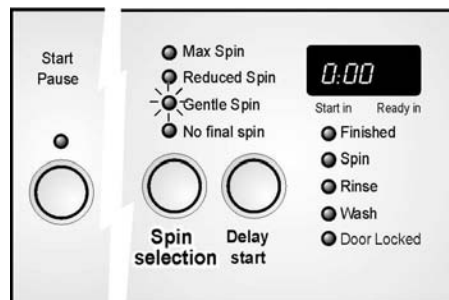 Start
Pause
Max Spin
Reduced Spin
Gentle Spin
No final spin
Spin
selection
Delay
start
0:00
Start in Ready in
Finished
Spin
Rinse
Wash
Door Locked